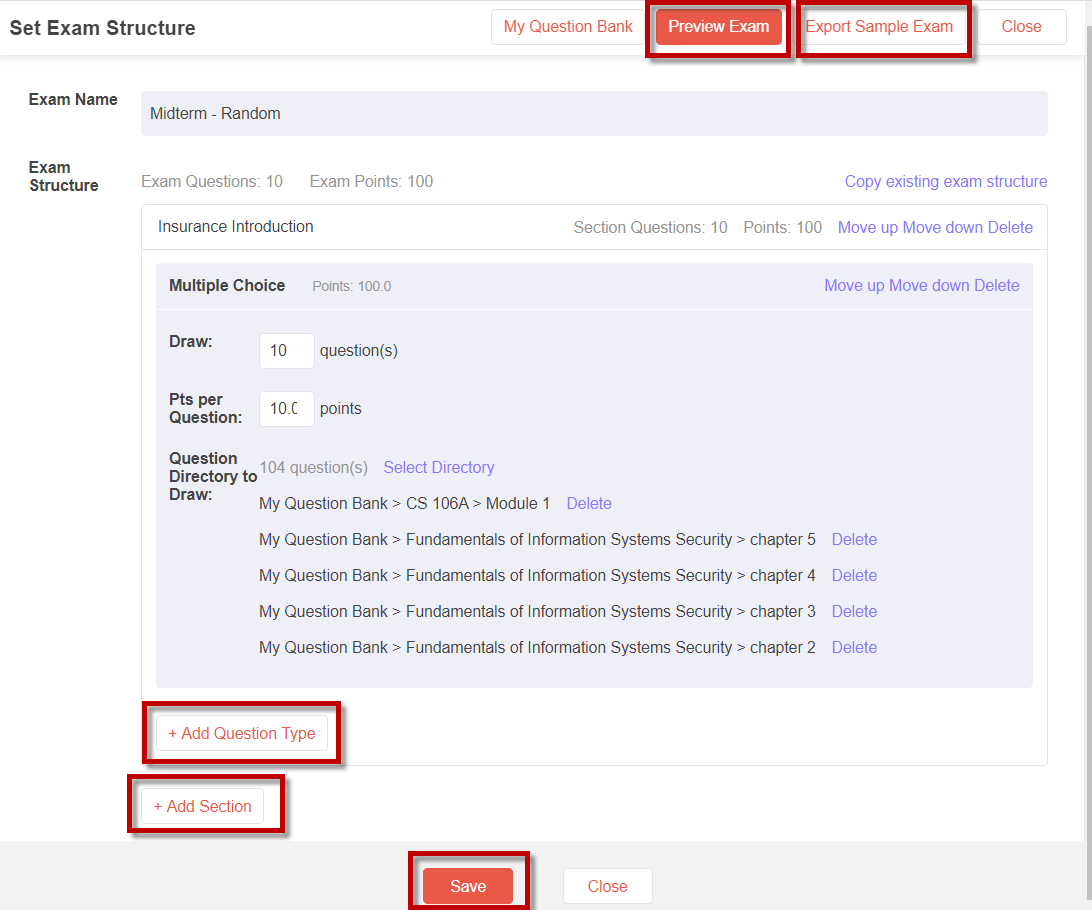 Set Exam Structure
My Question Bank
Preview Exam
Export Sample Exam
Close
Exam Name
Midterm - Random
Exam
Structure
Exam Questions: 10
Exam Points: 100
Copy existing exam structure
Insurance Introduction
Section Questions: 10
Points: 100
Move up Move down Delete
Multiple Choice
Points: 100.0
Move up Move down Delete
Draw:
10
question(s)
Pts per
Question:
10.0
points
Question
Directory to
Draw:
104 question(s)
Select Directory
My Question Bank > CS 106A > Module 1
Delete
My Question Bank > Fundamentals of Information Systems Security > chapter 5
Delete
My Question Bank > Fundamentals of Information Systems Security > chapter 4
Delete
My Question Bank > Fundamentals of Information Systems Security > chapter 3
Delete
My Question Bank > Fundamentals of Information Systems Security > chapter 2
Delete
+ Add Question Type
+ Add Section
Save
Close